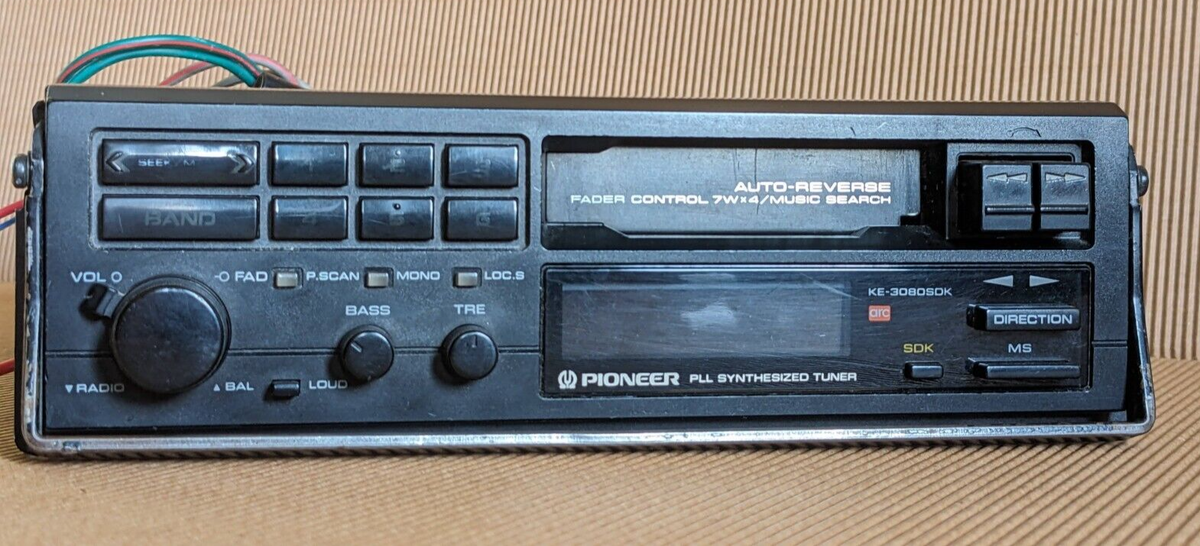 SEEK / M
BAND
AUTO-REVERSE
FADER CONTROL 7W×4/MUSIC SEARCH
VOL
FAD
P.SCAN
MONO
LOC.S
BASS
TRE
▼RADIO
▲BAL
LOUD
KE-3080SDK
arc
DIRECTION
SDK
MS
PIONEER PLL SYNTHESIZED TUNER